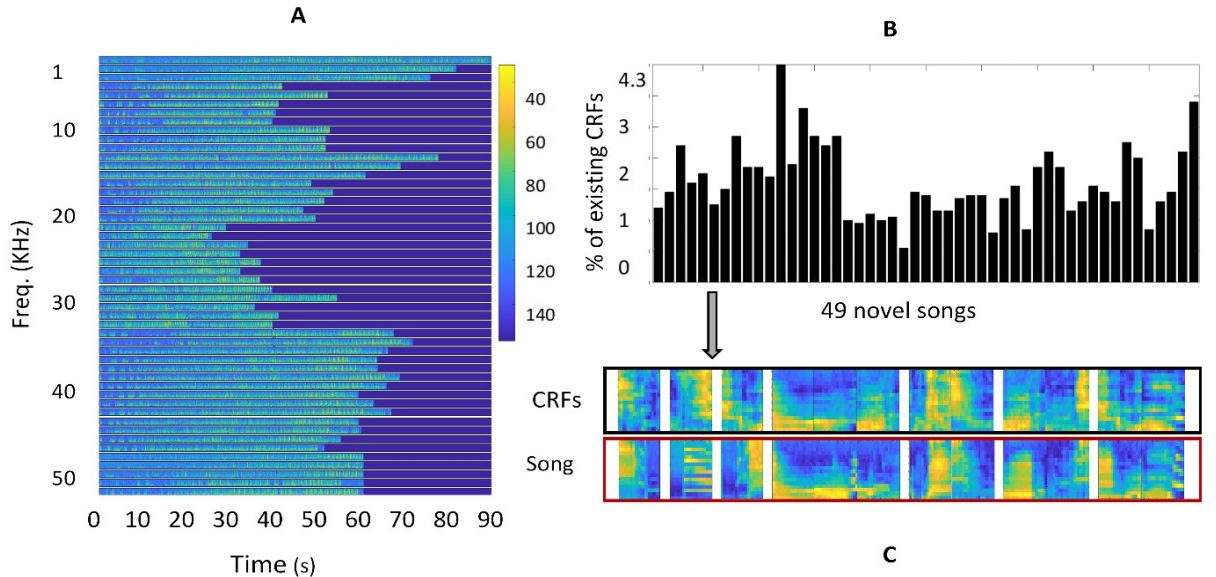 A
Freq. (KHz)
1
10
20
30
40
50
0 10 20 30 40 50 60 70 80 90
Time (s)
40
60
80
100
120
140
B
% of existing CRFs
4.3
3
2
1
0
49 novel songs
CRFs
Song
C